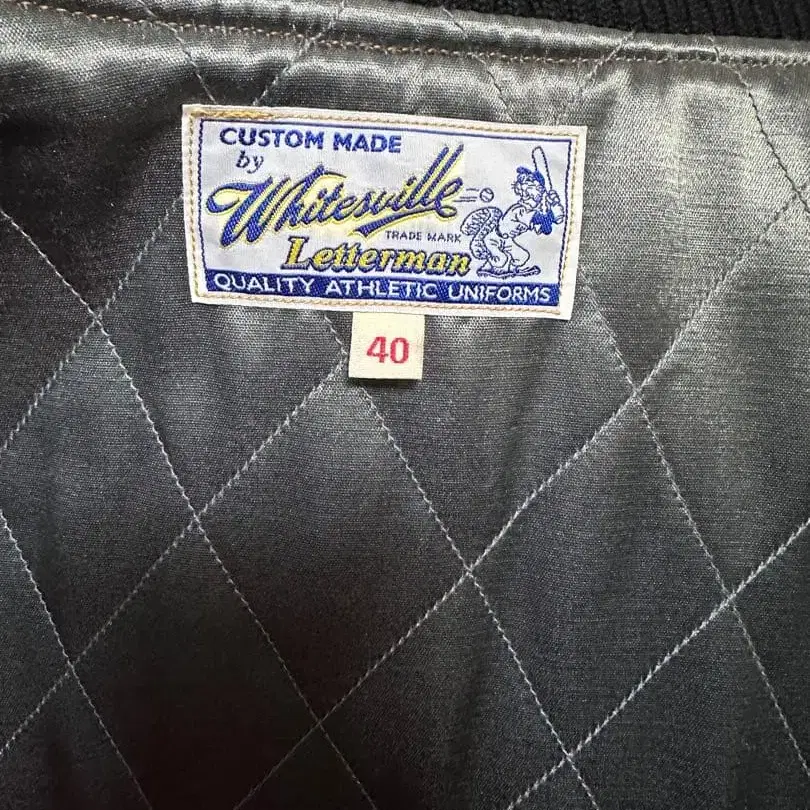 CUSTOM MADE
by
Whitesville
TRADE MARK
Letterman
QUALITY ATHLETIC UNIFORMS
40